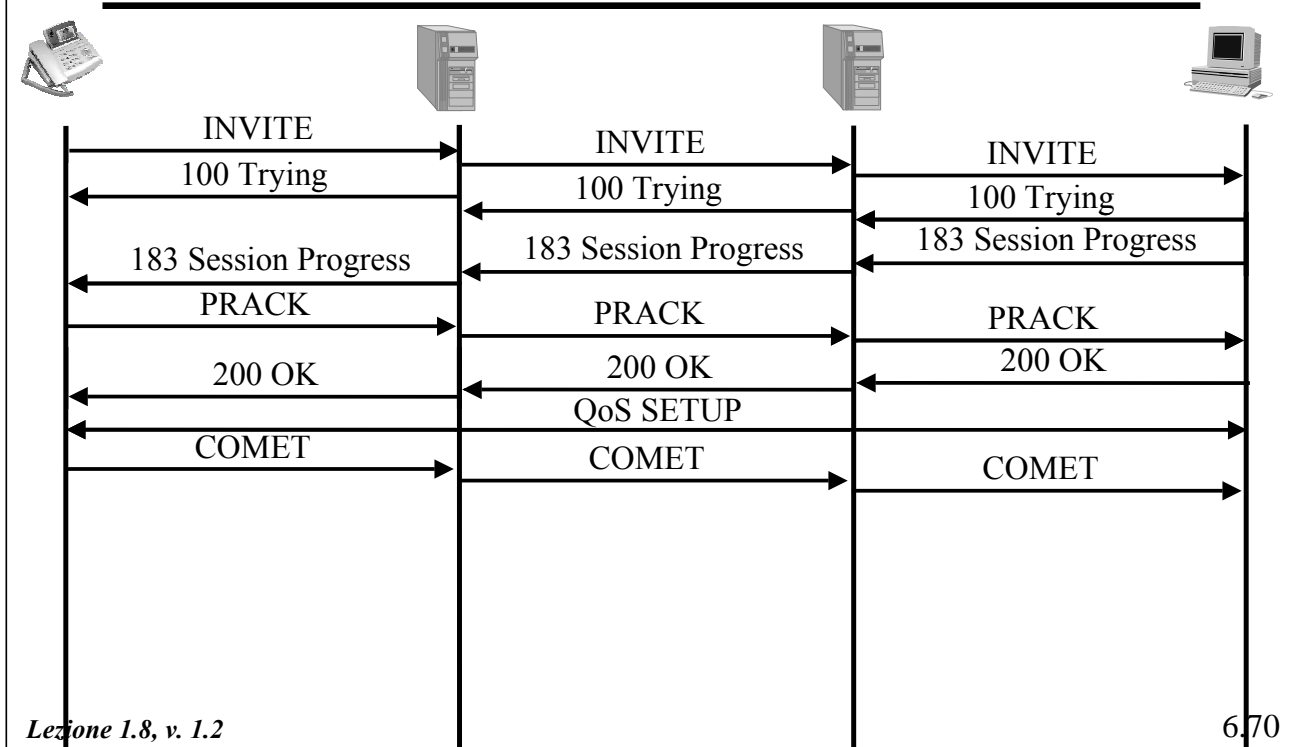 INVITE
INVITE
INVITE
100 Trying
100 Trying
100 Trying
183 Session Progress
183 Session Progress
183 Session Progress
PRACK
PRACK
PRACK
200 OK
200 OK
200 OK
QoS SETUP
COMET
COMET
COMET
Lezione 1.8, v. 1.2
6.70